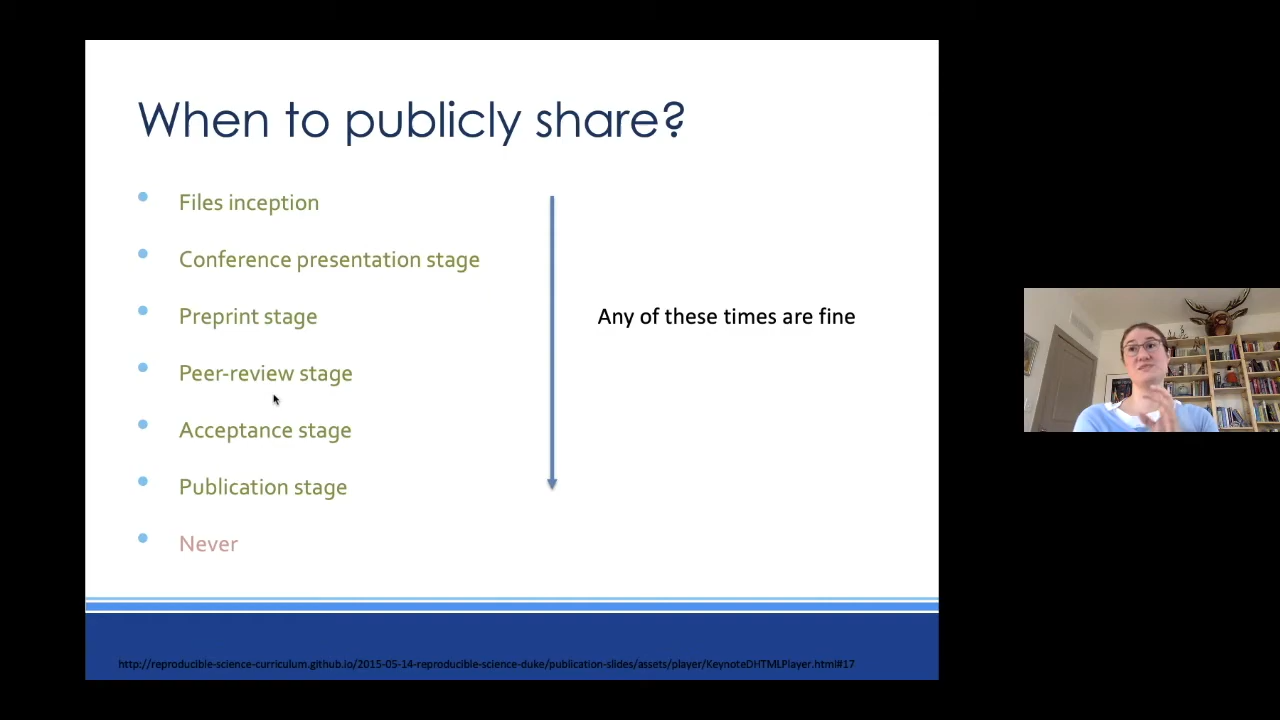 When to publicly share?
Files inception
Conference presentation stage
Preprint stage
Any of these times are fine
Peer-review stage
Acceptance stage
Publication stage
Never
http://reproducible-science-curriculum.github.io/2015-05-14-reproducible-science-duke/publication-slides/assets/player/KeynoteDHTMLPlayer.html#17